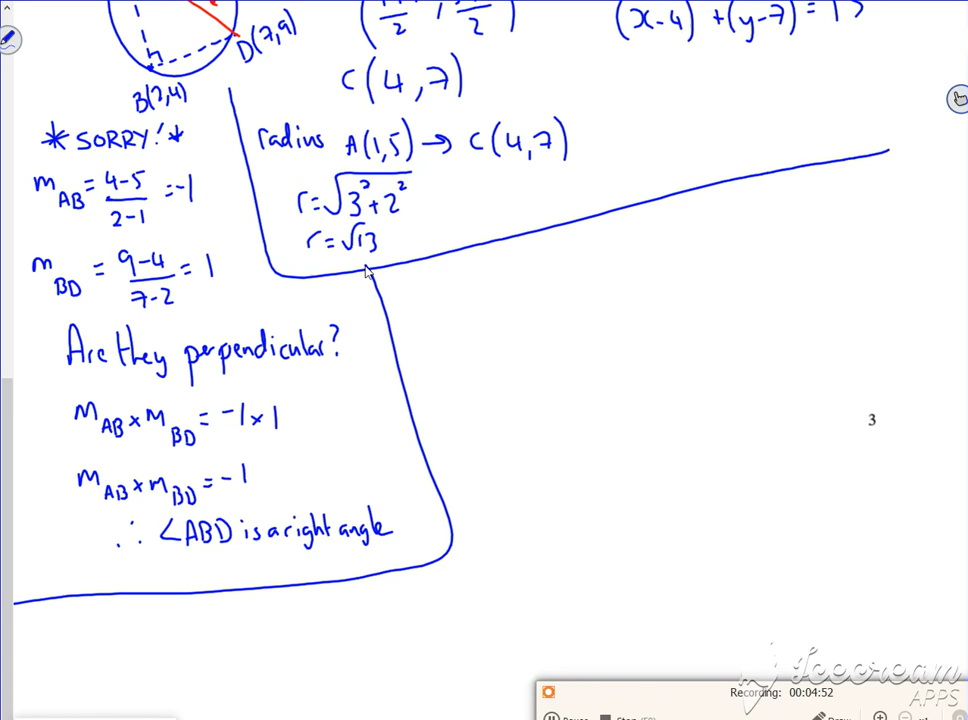 D(7,9)
2 , 2
(x-4) +(y-7) =
C(4,7)
B(2,4)
*SORRY!*
radius A(1,5) → C(4,7)
m_AB = 4-5/2-1 = -1
r=√3²+2²
r=√13
m_BD = 9-4/7-2 = 1
Are they perpendicular?
m_AB × m_BD = -1×1
3
m_AB × m_BD = -1
∴ ∠ABD is a right angle
Icecream
APPS
Recording: 00:04:52